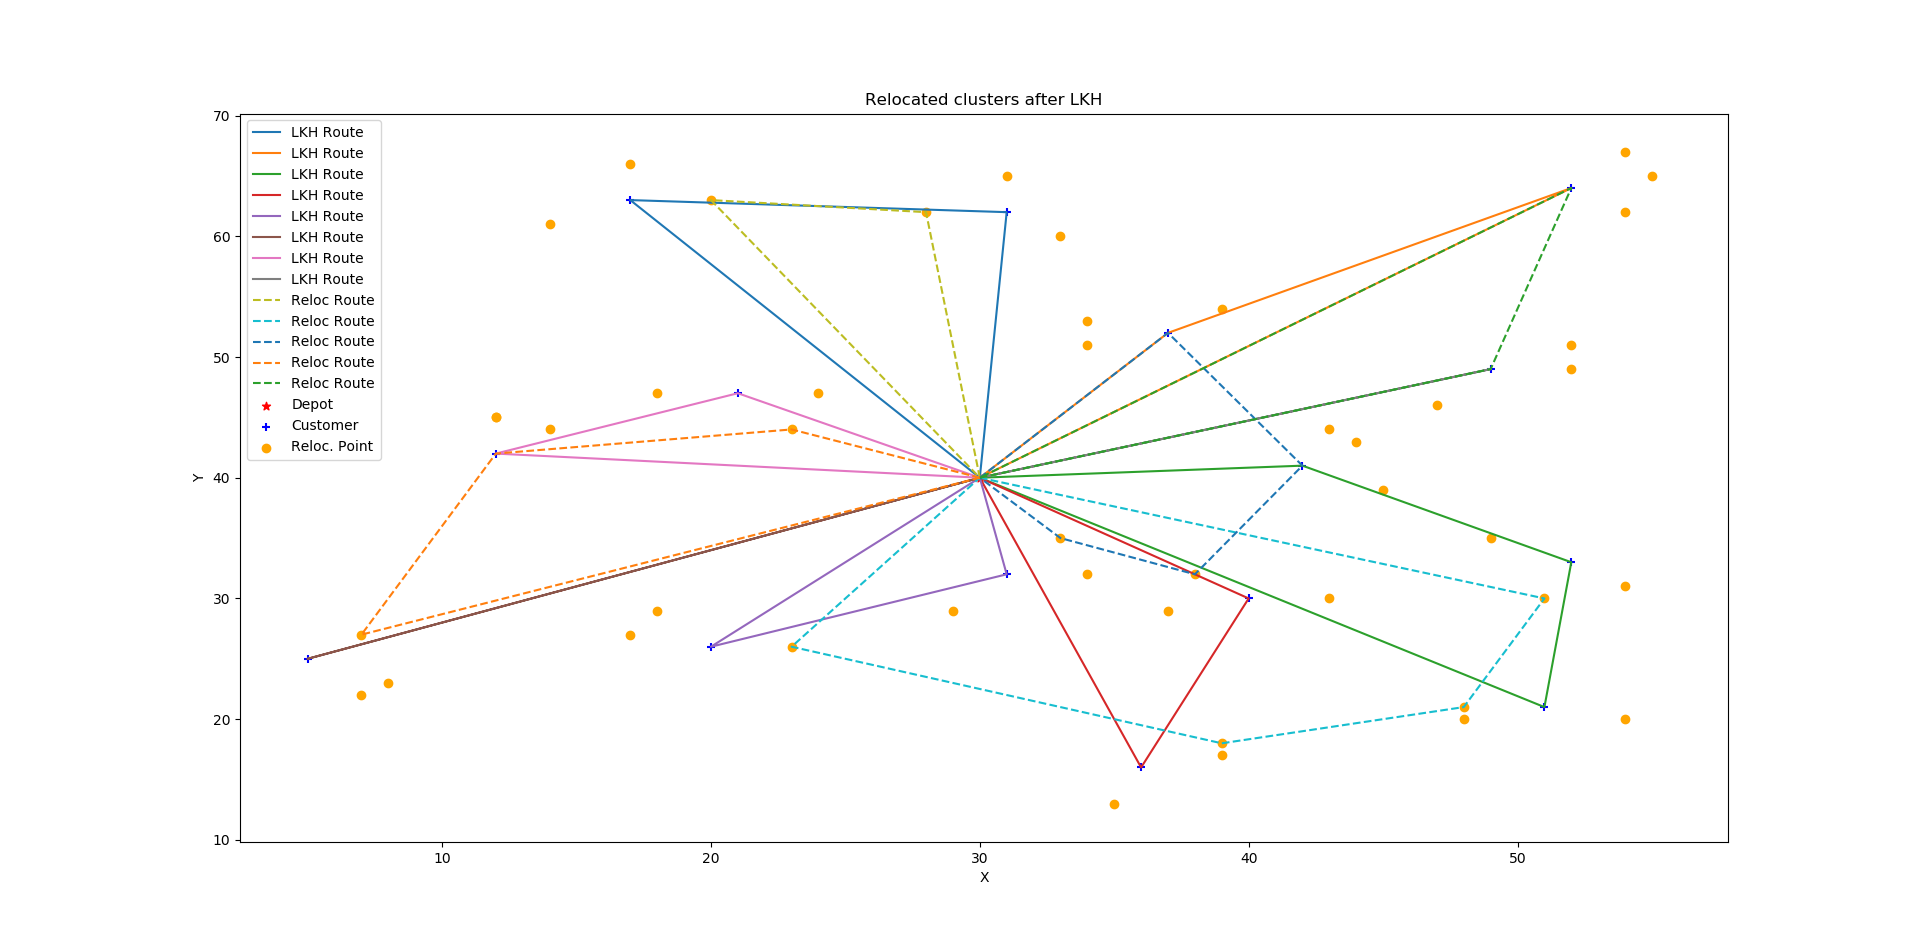 Relocated clusters after LKH
70
60
50
40
30
20
10
Y
LKH Route
LKH Route
LKH Route
LKH Route
LKH Route
LKH Route
LKH Route
LKH Route
Reloc Route
Reloc Route
Reloc Route
Reloc Route
Reloc Route
Depot
Customer
Reloc. Point
10 20 30 40 50
X